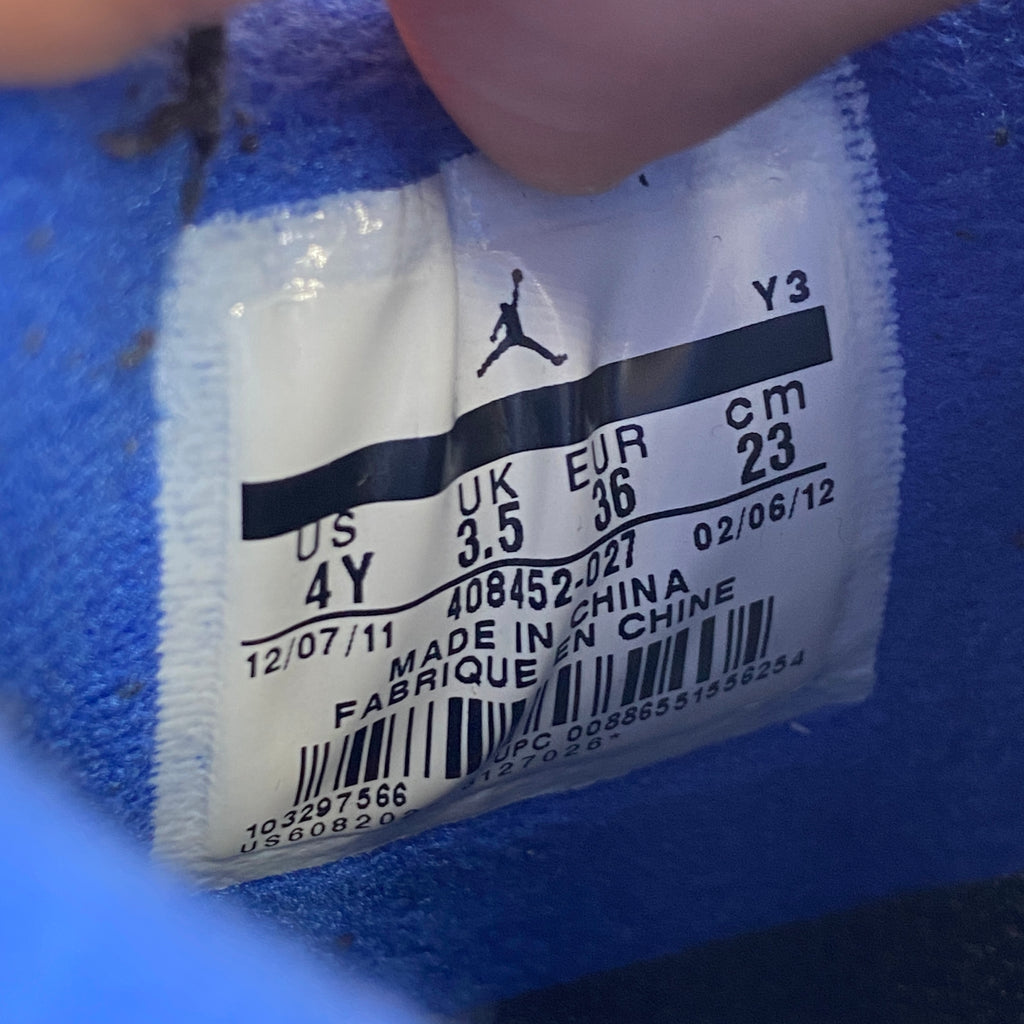 Y3
US UK EUR cm
4Y 3.5 36 23
12/07/11 408452-027 02/06/12
MADE IN CHINA
FABRIQUE EN CHINE
103297566 UPC 00886551556254